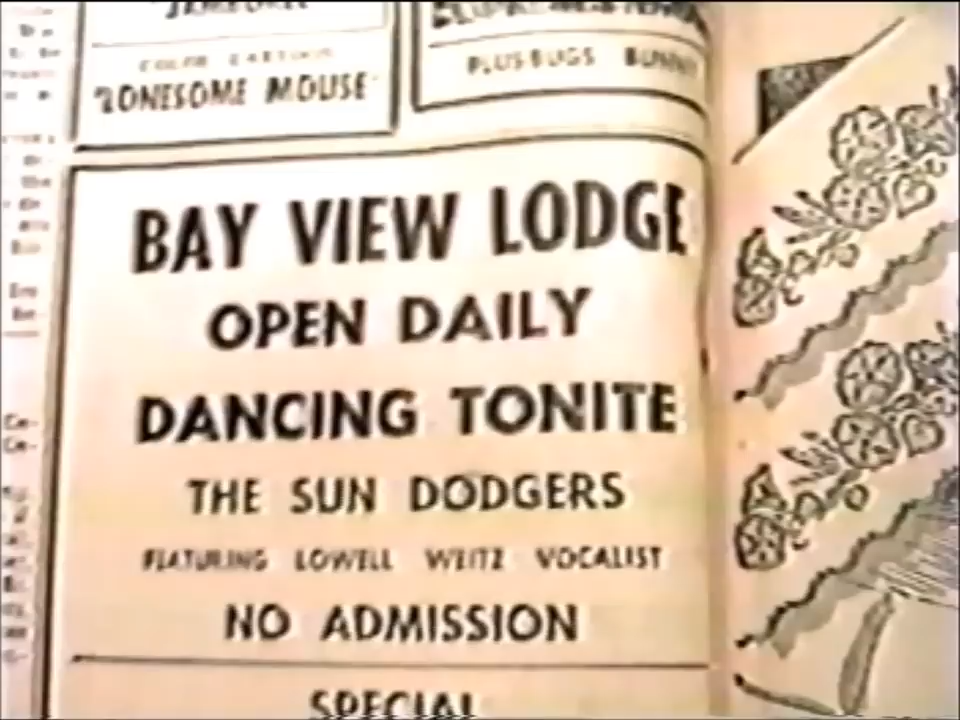 JAMBOREE
COLOR CARTOON
"LONESOME MOUSE"
PLUS BUGS BUNNY
BAY VIEW LODGE
OPEN DAILY
DANCING TONITE
THE SUN DODGERS
FEATURING LOWELL WEITZ VOCALIST
NO ADMISSION
SPECIAL